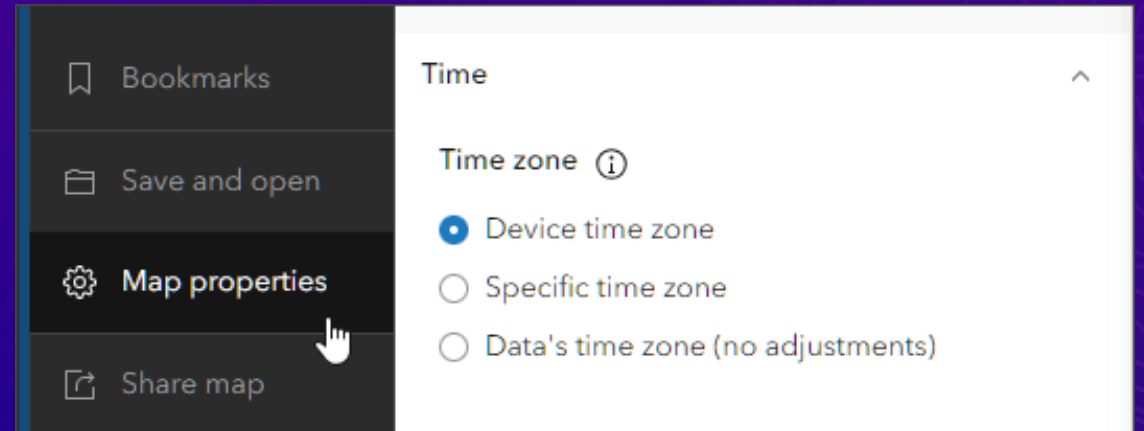 Bookmarks
Save and open
Map properties
Share map
Time
Time zone
Device time zone
Specific time zone
Data's time zone (no adjustments)